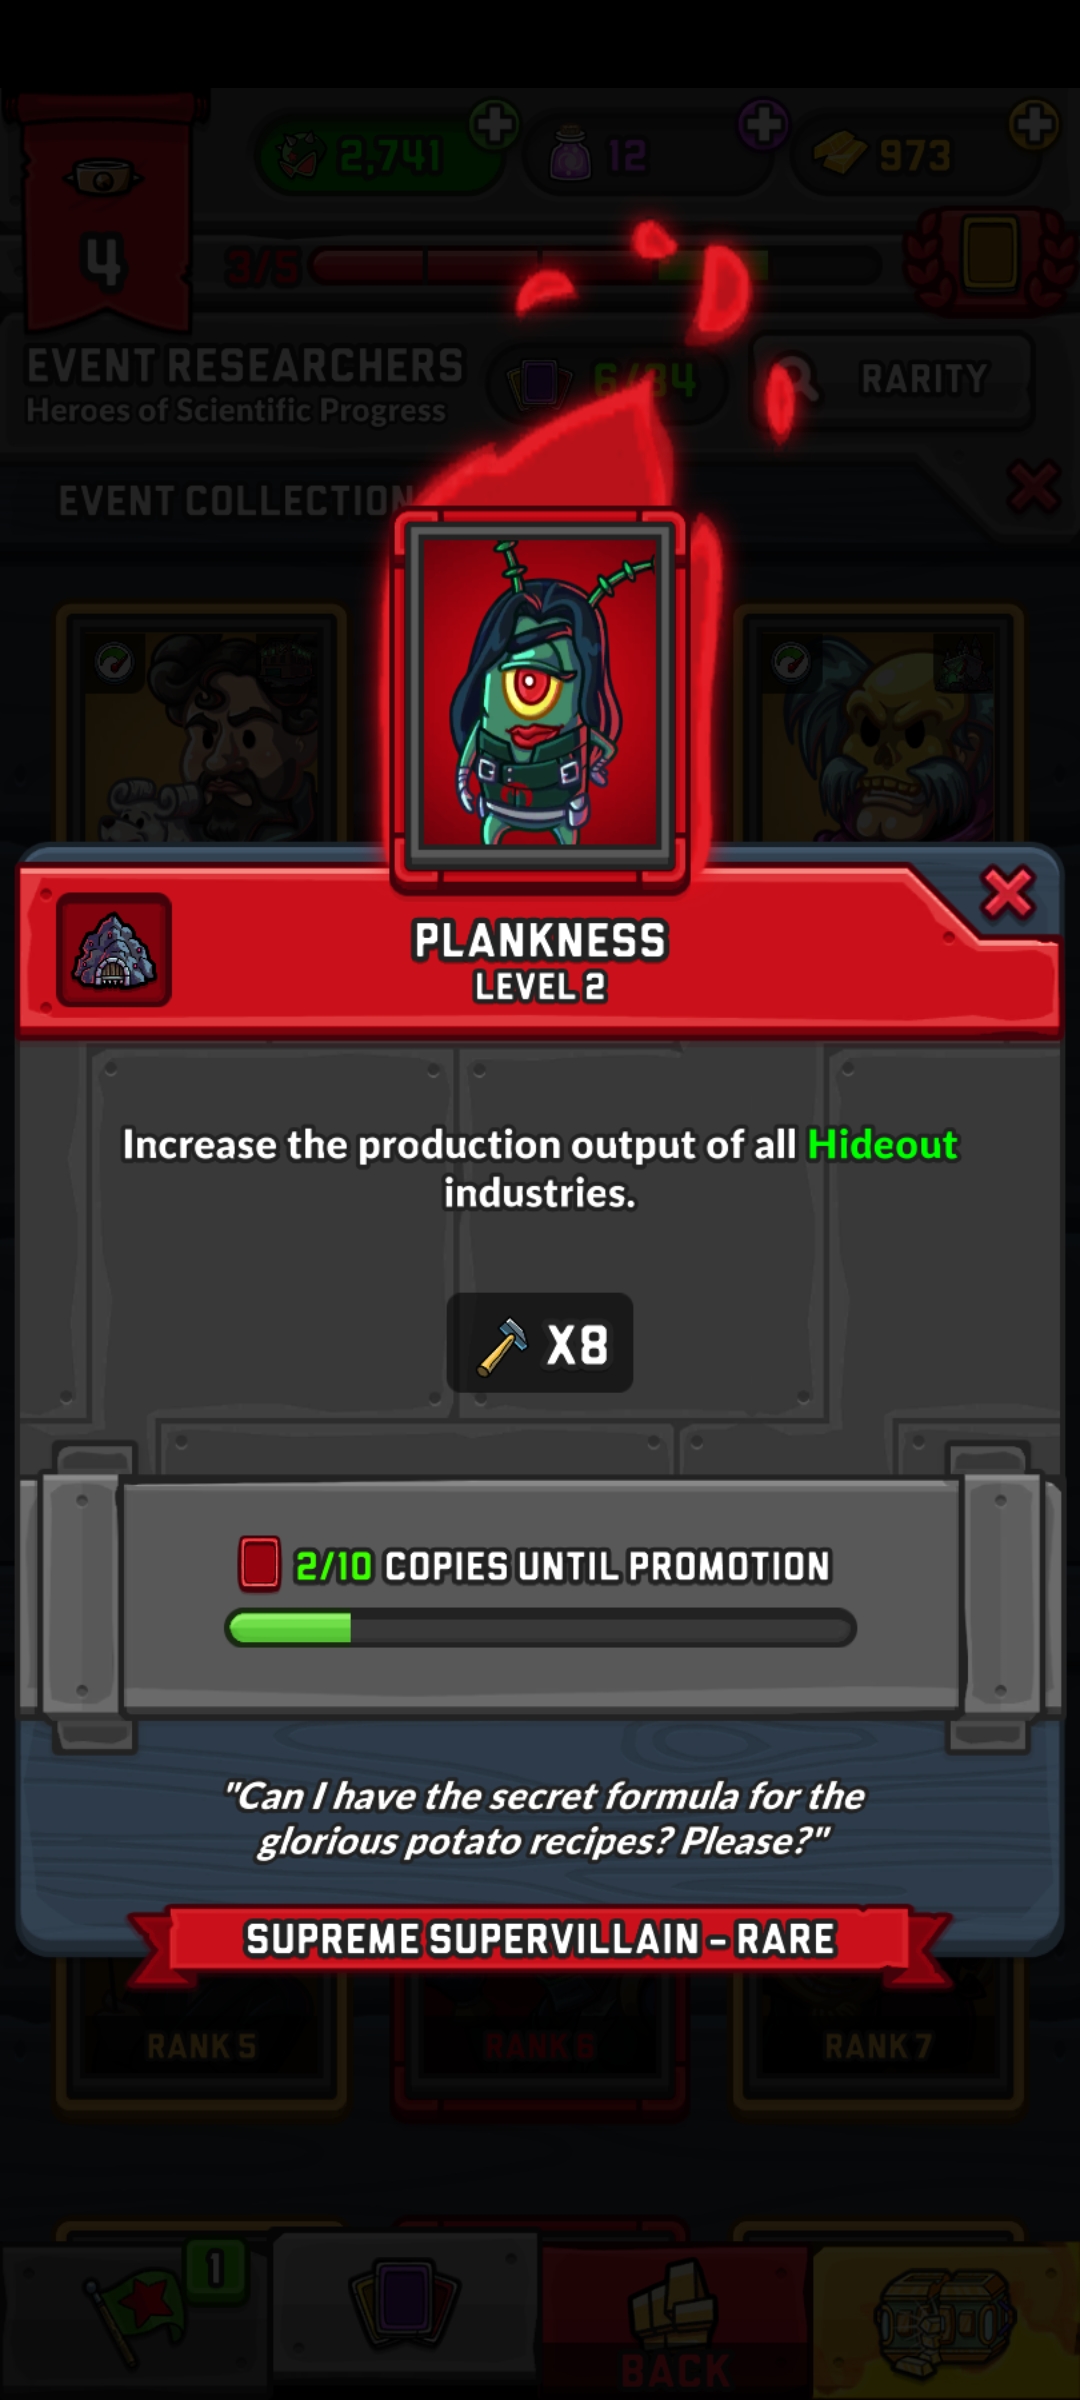 2,741
12
973
4
3/5
EVENT RESEARCHERS
Heroes of Scientific Progress
6/34
RARITY
EVENT COLLECTION
PLANKNESS
LEVEL 2
Increase the production output of all Hideout
industries.
X8
2/10 COPIES UNTIL PROMOTION
"Can I have the secret formula for the
glorious potato recipes? Please?"
SUPREME SUPERVILLAIN - RARE
RANK 5
RANK 6
RANK 7
1
BACK